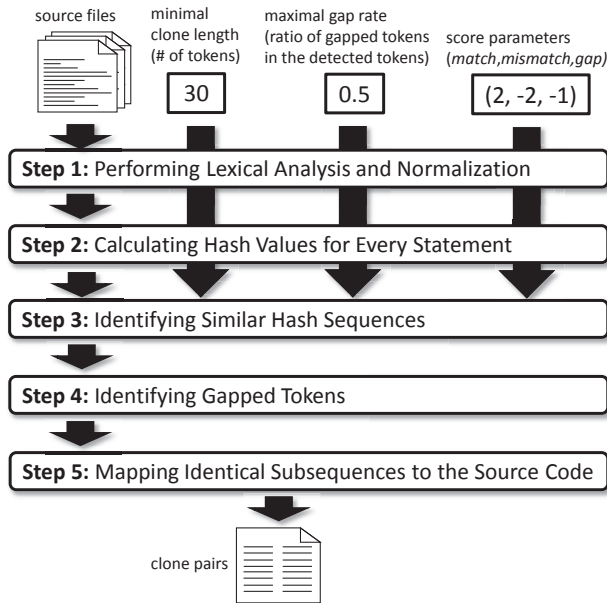 source files
minimal
clone length
(# of tokens)
maximal gap rate
(ratio of gapped tokens
in the detected tokens)
score parameters
(match,mismatch,gap)
30
0.5
(2, -2, -1)
Step 1: Performing Lexical Analysis and Normalization
Step 2: Calculating Hash Values for Every Statement
Step 3: Identifying Similar Hash Sequences
Step 4: Identifying Gapped Tokens
Step 5: Mapping Identical Subsequences to the Source Code
clone pairs